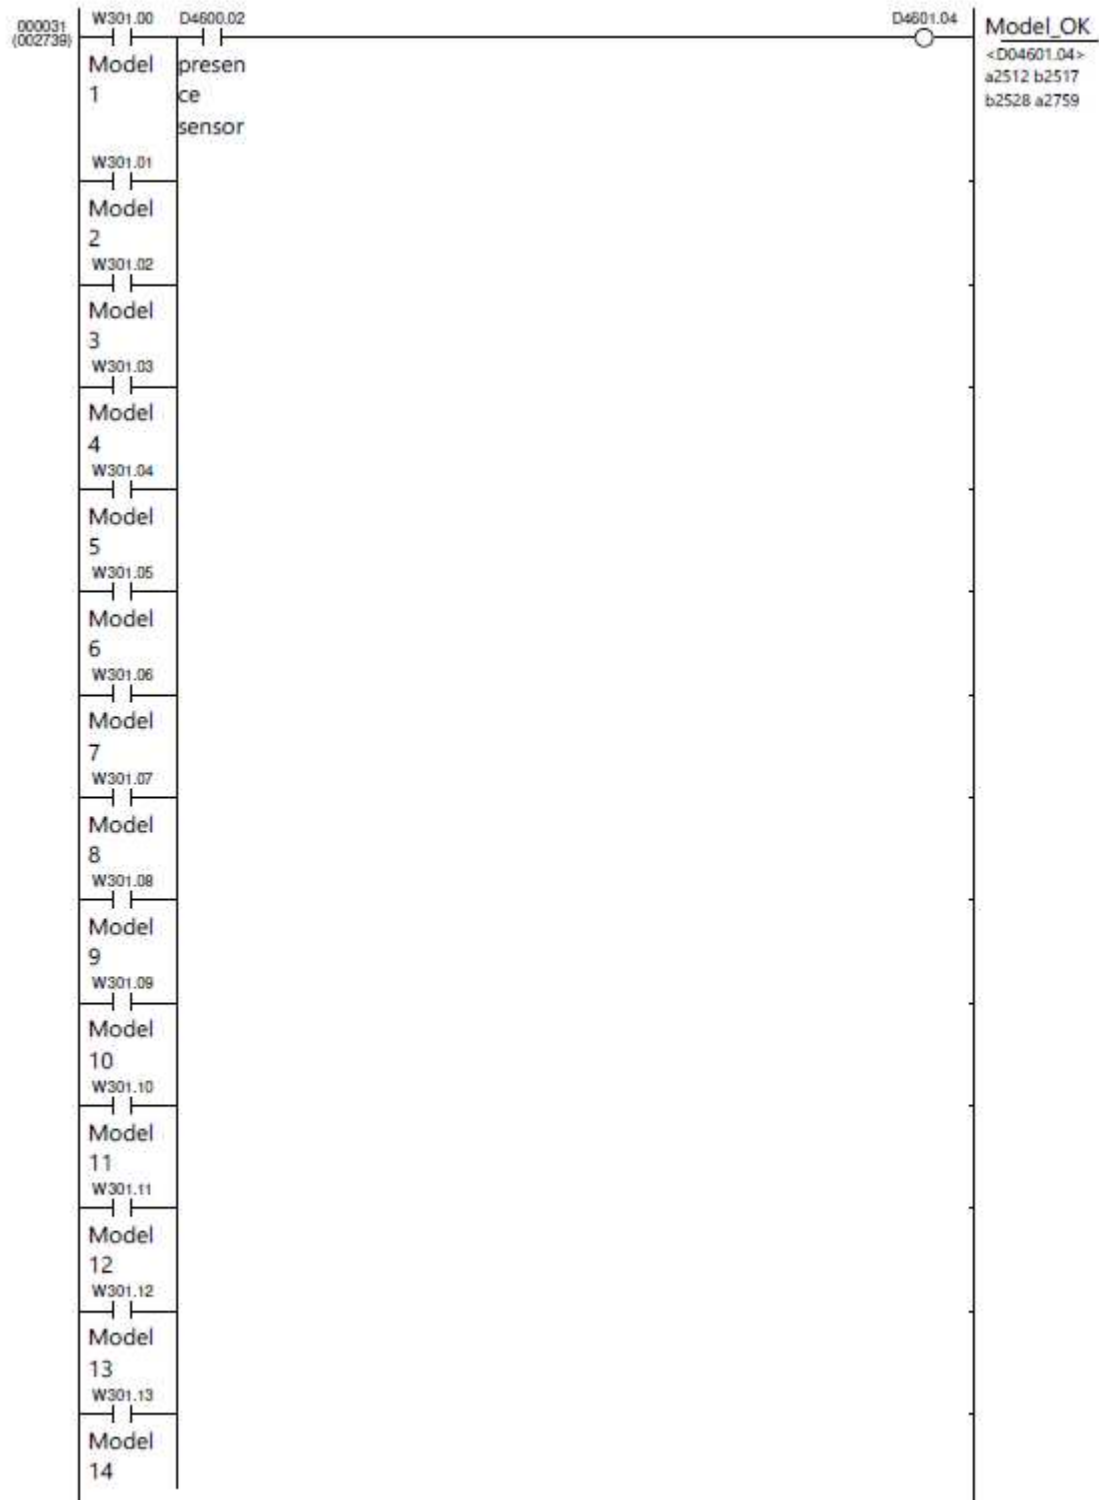 000031
(002739)
W301.00 D4600.02 D4601.04
Model_OK
<D04601.04>
a2512 b2517
b2528 a2759
Model
1
presen
ce
sensor
W301.01
Model
2
W301.02
Model
3
W301.03
Model
4
W301.04
Model
5
W301.05
Model
6
W301.06
Model
7
W301.07
Model
8
W301.08
Model
9
W301.09
Model
10
W301.10
Model
11
W301.11
Model
12
W301.12
Model
13
W301.13
Model
14